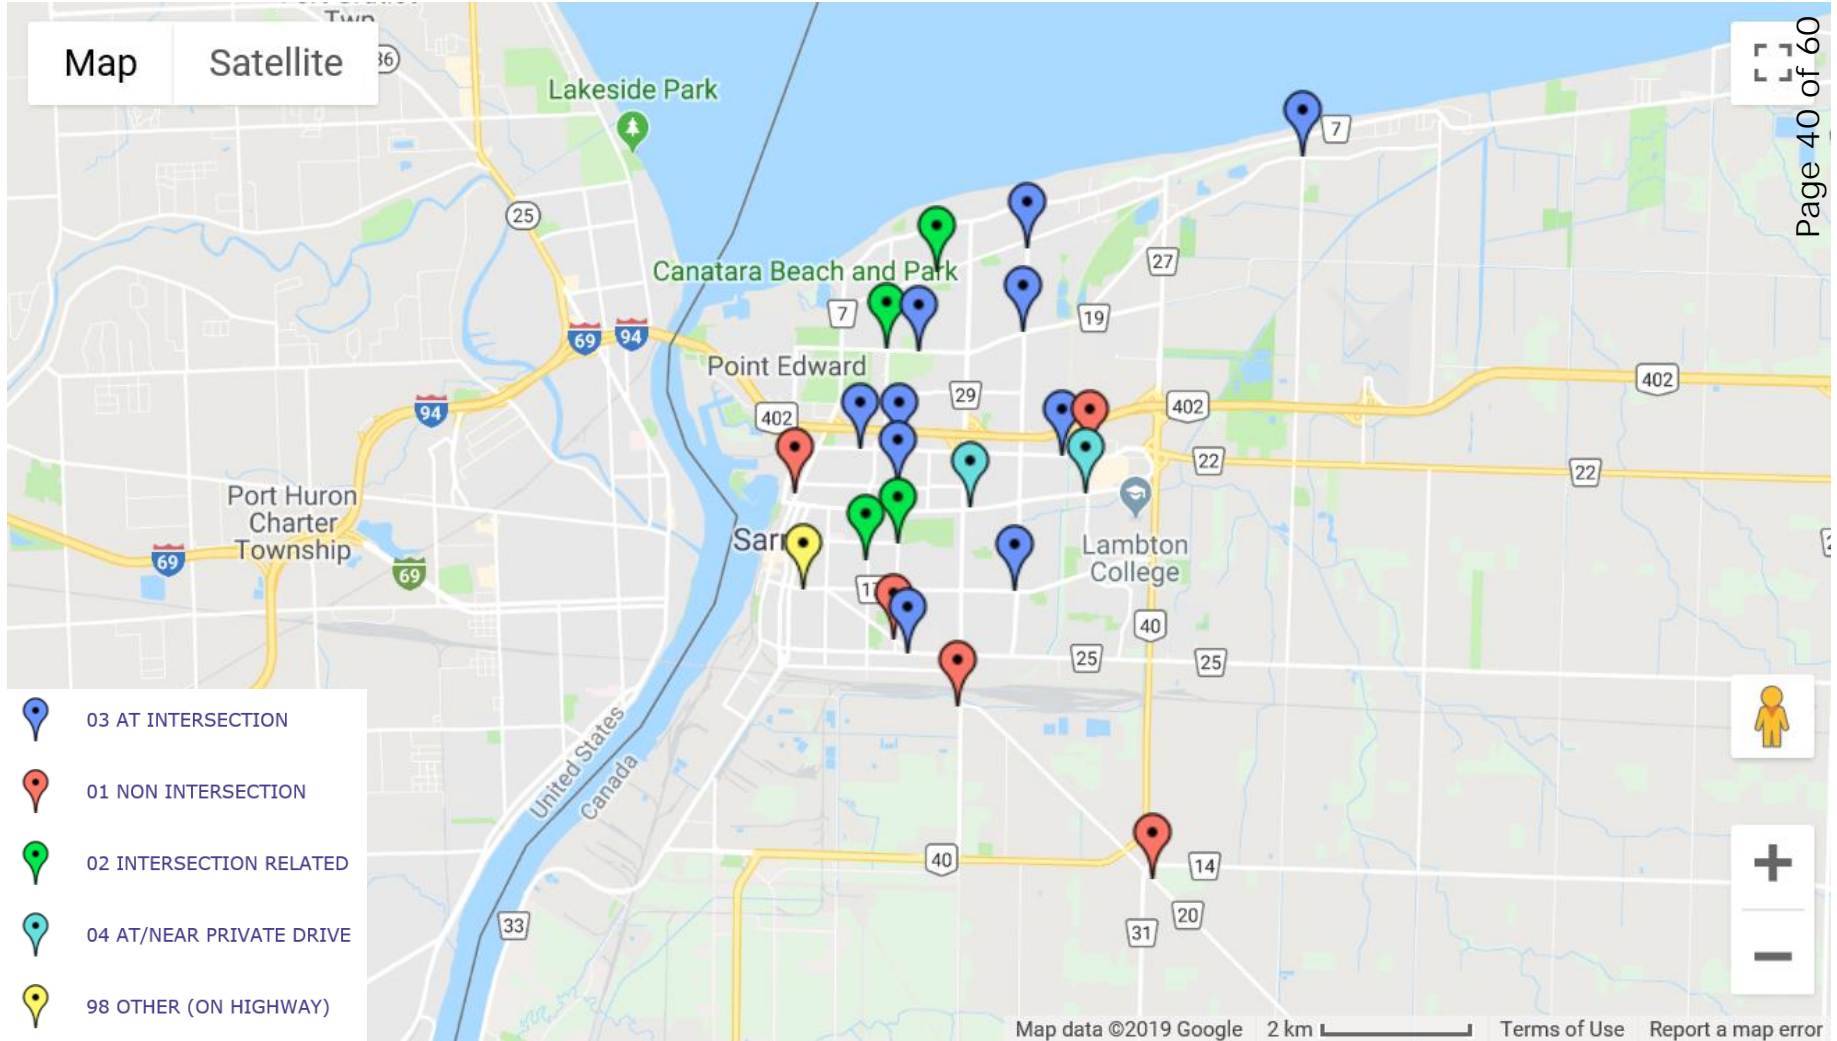 Map
Satellite
Twp
25
Lakeside Park
7
Page 40 of 60
Canatara Beach and Park
27
7
19
69
94
Point Edward
29
402
94
402
402
22
22
Port Huron
Charter
Township
69
69
Lambton
College
40
25
25
United States
Canada
40
14
20
31
33
03 AT INTERSECTION
01 NON INTERSECTION
02 INTERSECTION RELATED
04 AT/NEAR PRIVATE DRIVE
98 OTHER (ON HIGHWAY)
Map data ©2019 Google
2 km
Terms of Use
Report a map error